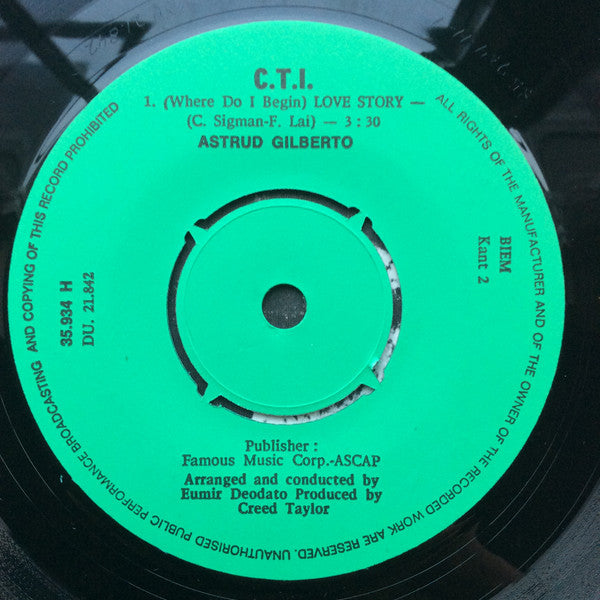 C.T.I.
1. (Where Do I Begin) LOVE STORY —
(C. Sigman-F. Lai) — 3 : 30
ASTRUD GILBERTO
BIEM
Kant 2
35.934 H
DU. 21.842
Publisher :
Famous Music Corp.-ASCAP
Arranged and conducted by
Eumir Deodato Produced by
Creed Taylor
ALL RIGHTS OF THE MANUFACTURER AND OF THE OWNER OF THE RECORDED WORK ARE RESERVED. UNAUTHORISED PUBLIC PERFORMANCE BROADCASTING AND COPYING OF THIS RECORD PROHIBITED